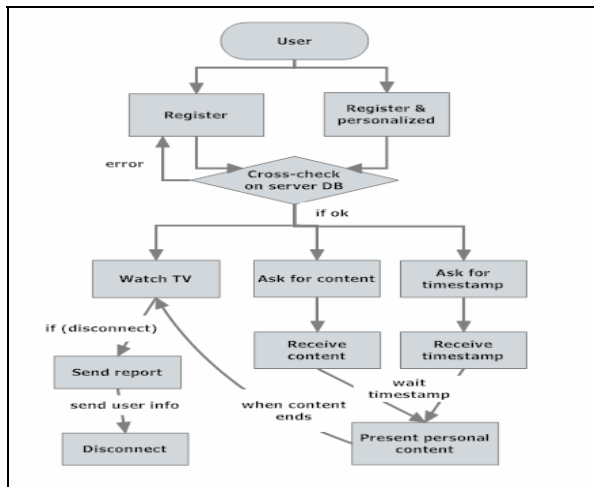 User
Register
Register &
personalized
error
Cross-check
on server DB
if ok
Watch TV
Ask for content
Ask for
timestamp
if (disconnect)
Receive
content
Receive
timestamp
Send report
wait
timestamp
send user info
when content
ends
Disconnect
Present personal
content